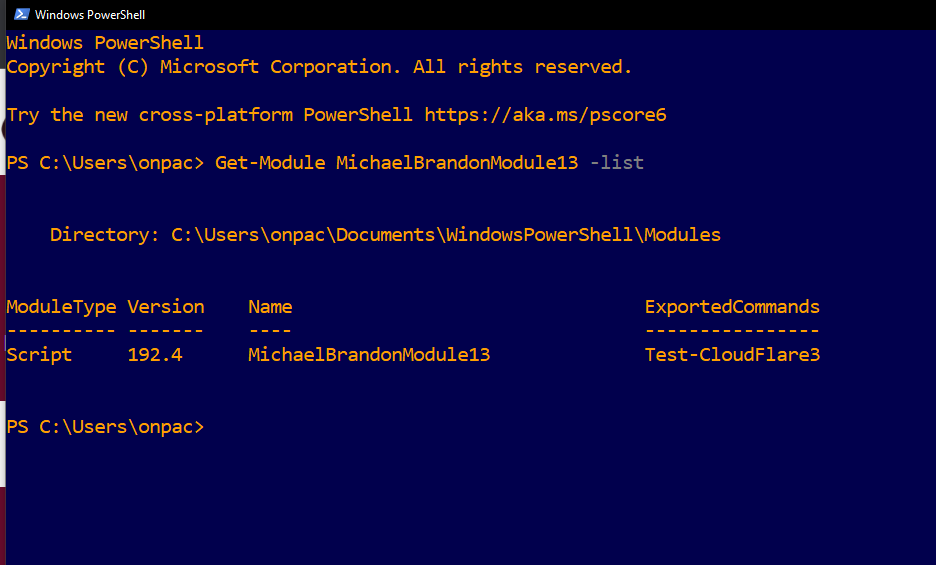 Windows PowerShell
Windows PowerShell
Copyright (C) Microsoft Corporation. All rights reserved.
Try the new cross-platform PowerShell https://aka.ms/pscore6
PS C:\Users\onpac> Get-Module MichaelBrandonModule13 -list
Directory: C:\Users\onpac\Documents\WindowsPowerShell\Modules
ModuleType Version    Name                                ExportedCommands
---------- -------    ----                                ----------------
Script     192.4      MichaelBrandonModule13              Test-CloudFlare3
PS C:\Users\onpac>